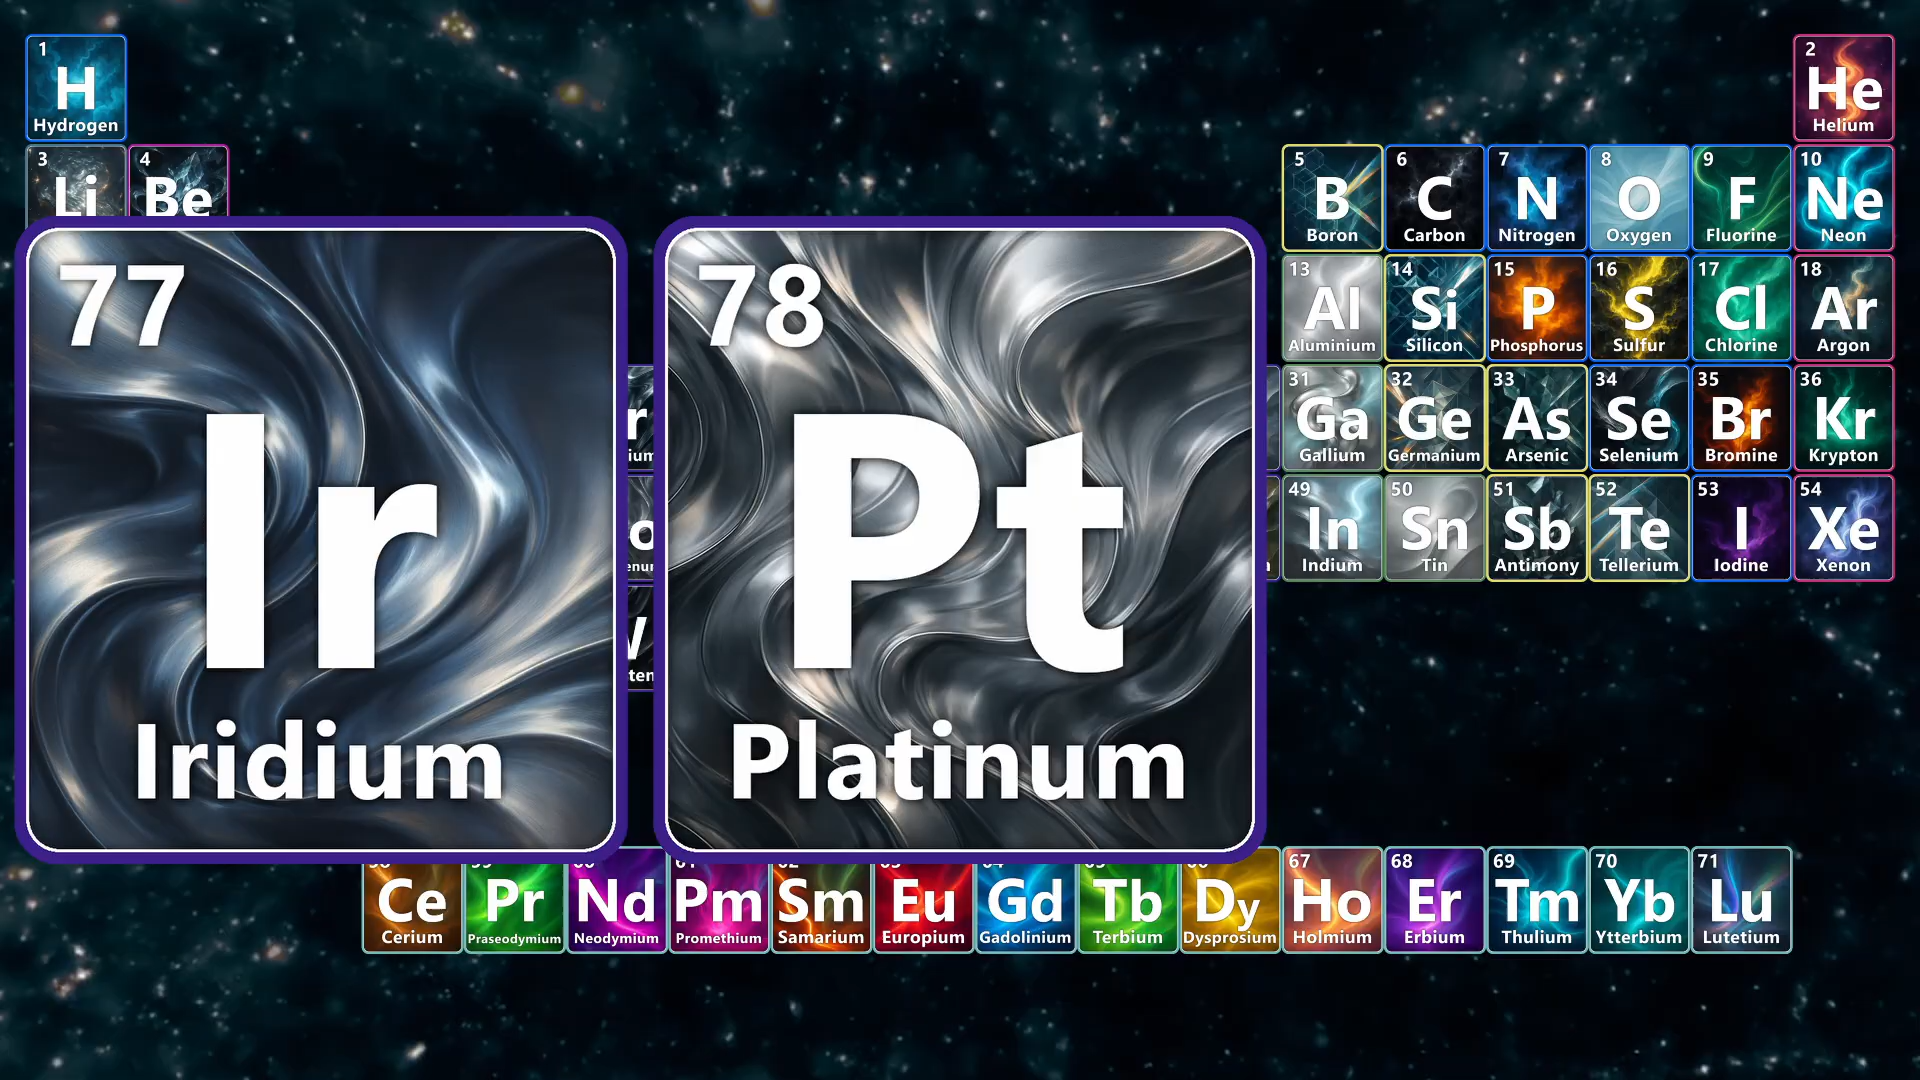 1
H
Hydrogen
2
He
Helium
3
Li
4
Be
5
B
Boron
6
C
Carbon
7
N
Nitrogen
8
O
Oxygen
9
F
Fluorine
10
Ne
Neon
77
Ir
Iridium
78
Pt
Platinum
13
Al
Aluminium
14
Si
Silicon
15
P
Phosphorus
16
S
Sulfur
17
Cl
Chlorine
18
Ar
Argon
31
Ga
Gallium
32
Ge
Germanium
33
As
Arsenic
34
Se
Selenium
35
Br
Bromine
36
Kr
Krypton
49
In
Indium
50
Sn
Tin
51
Sb
Antimony
52
Te
Tellerium
53
I
Iodine
54
Xe
Xenon
Ce
Cerium
Pr
Praseodymium
Nd
Neodymium
Pm
Promethium
Sm
Samarium
Eu
Europium
Gd
Gadolinium
Tb
Terbium
Dy
Dysprosium
67
Ho
Holmium
68
Er
Erbium
69
Tm
Thulium
70
Yb
Ytterbium
71
Lu
Lutetium